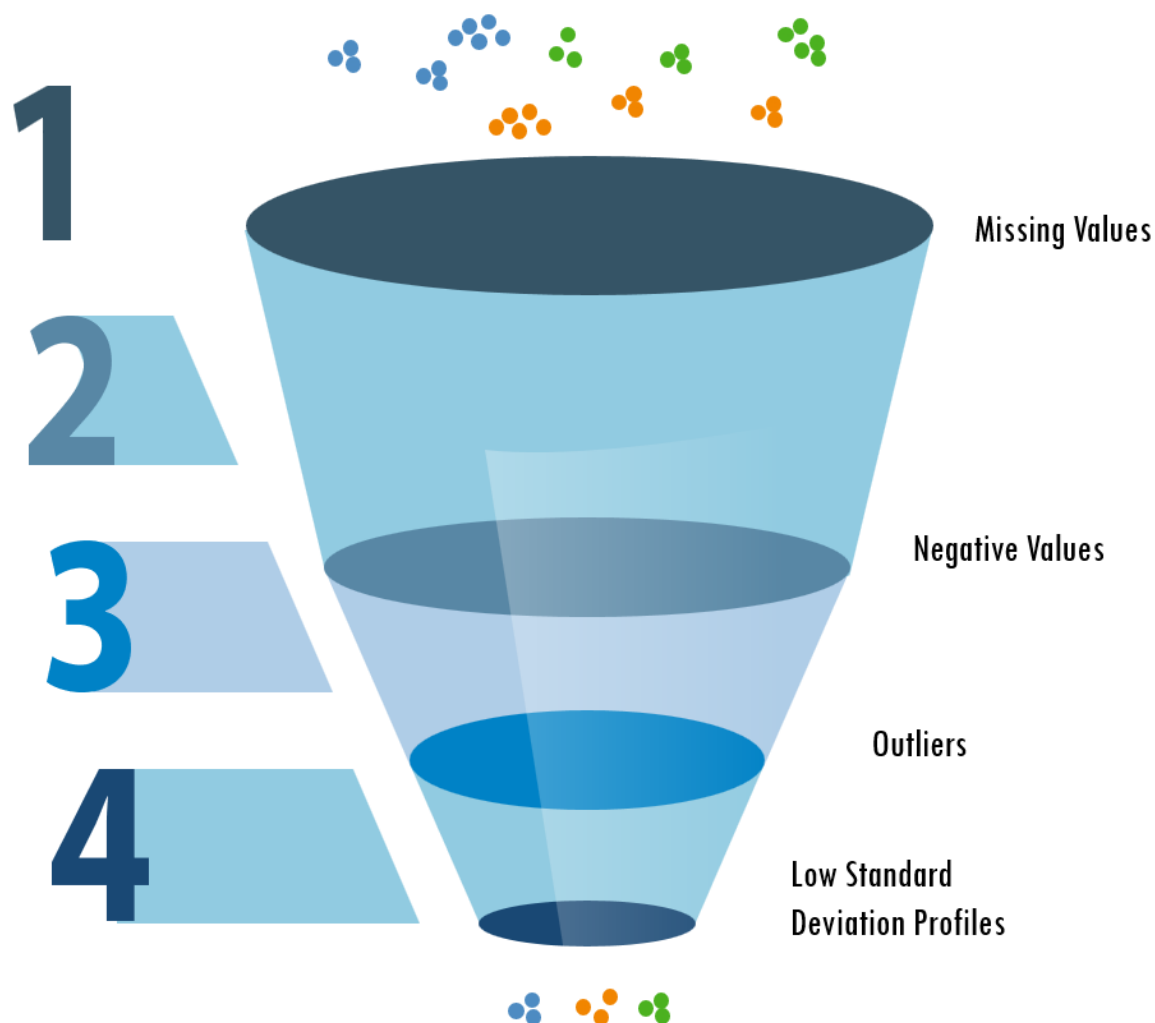 1
Missing Values
2
Negative Values
3
Outliers
4
Low Standard
Deviation Profiles